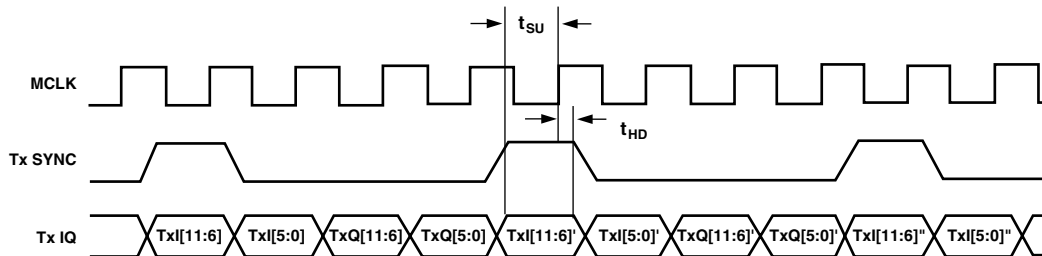 tSU
MCLK
tHD
Tx SYNC
Tx IQ
TxI[11:6] TxI[5:0] TxQ[11:6] TxQ[5:0] TxI[11:6]' TxI[5:0]' TxQ[11:6]' TxQ[5:0]' TxI[11:6]" TxI[5:0]"